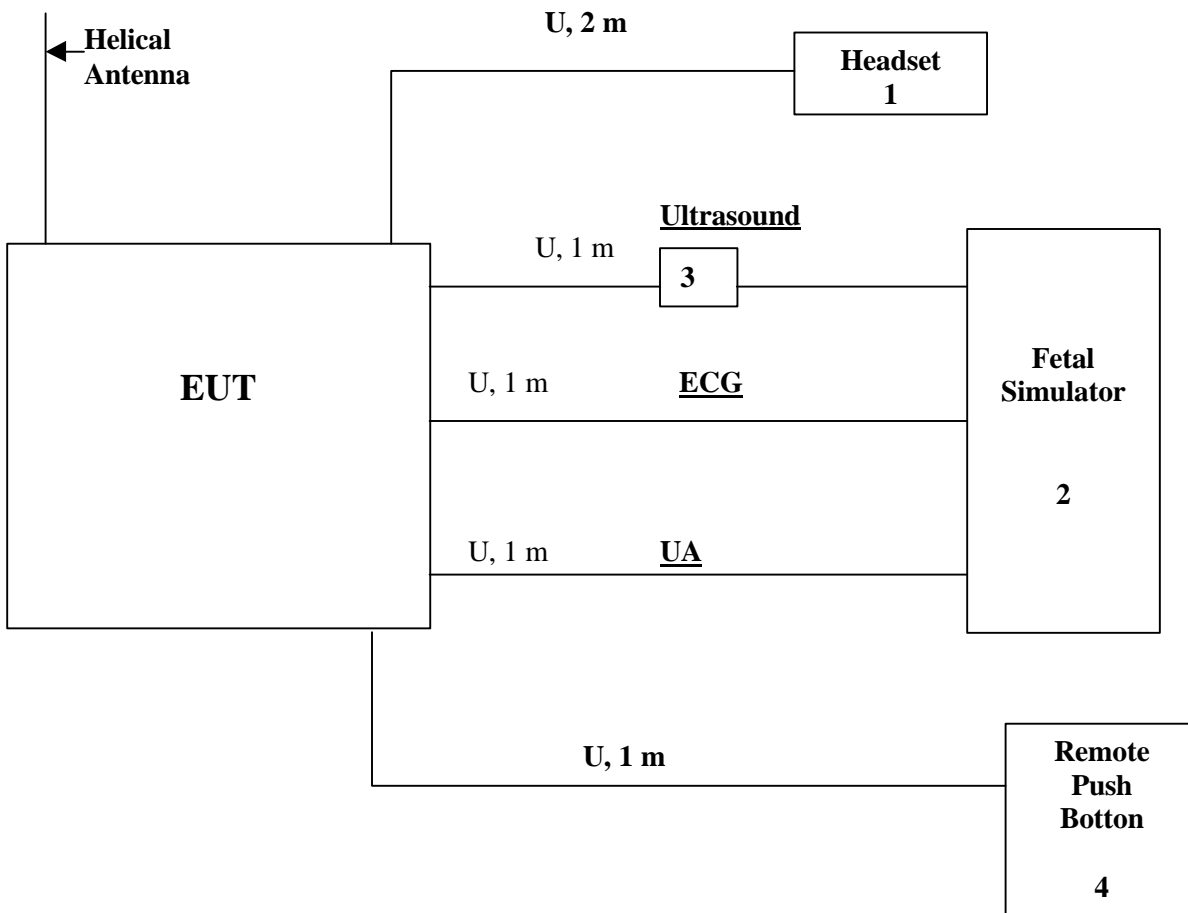 U, 2 m
Helical
Antenna
Headset
1
Ultrasound
U, 1 m
3
EUT
U, 1 m
ECG
Fetal
Simulator
2
U, 1 m
UA
U, 1 m
Remote
Push
Botton
4